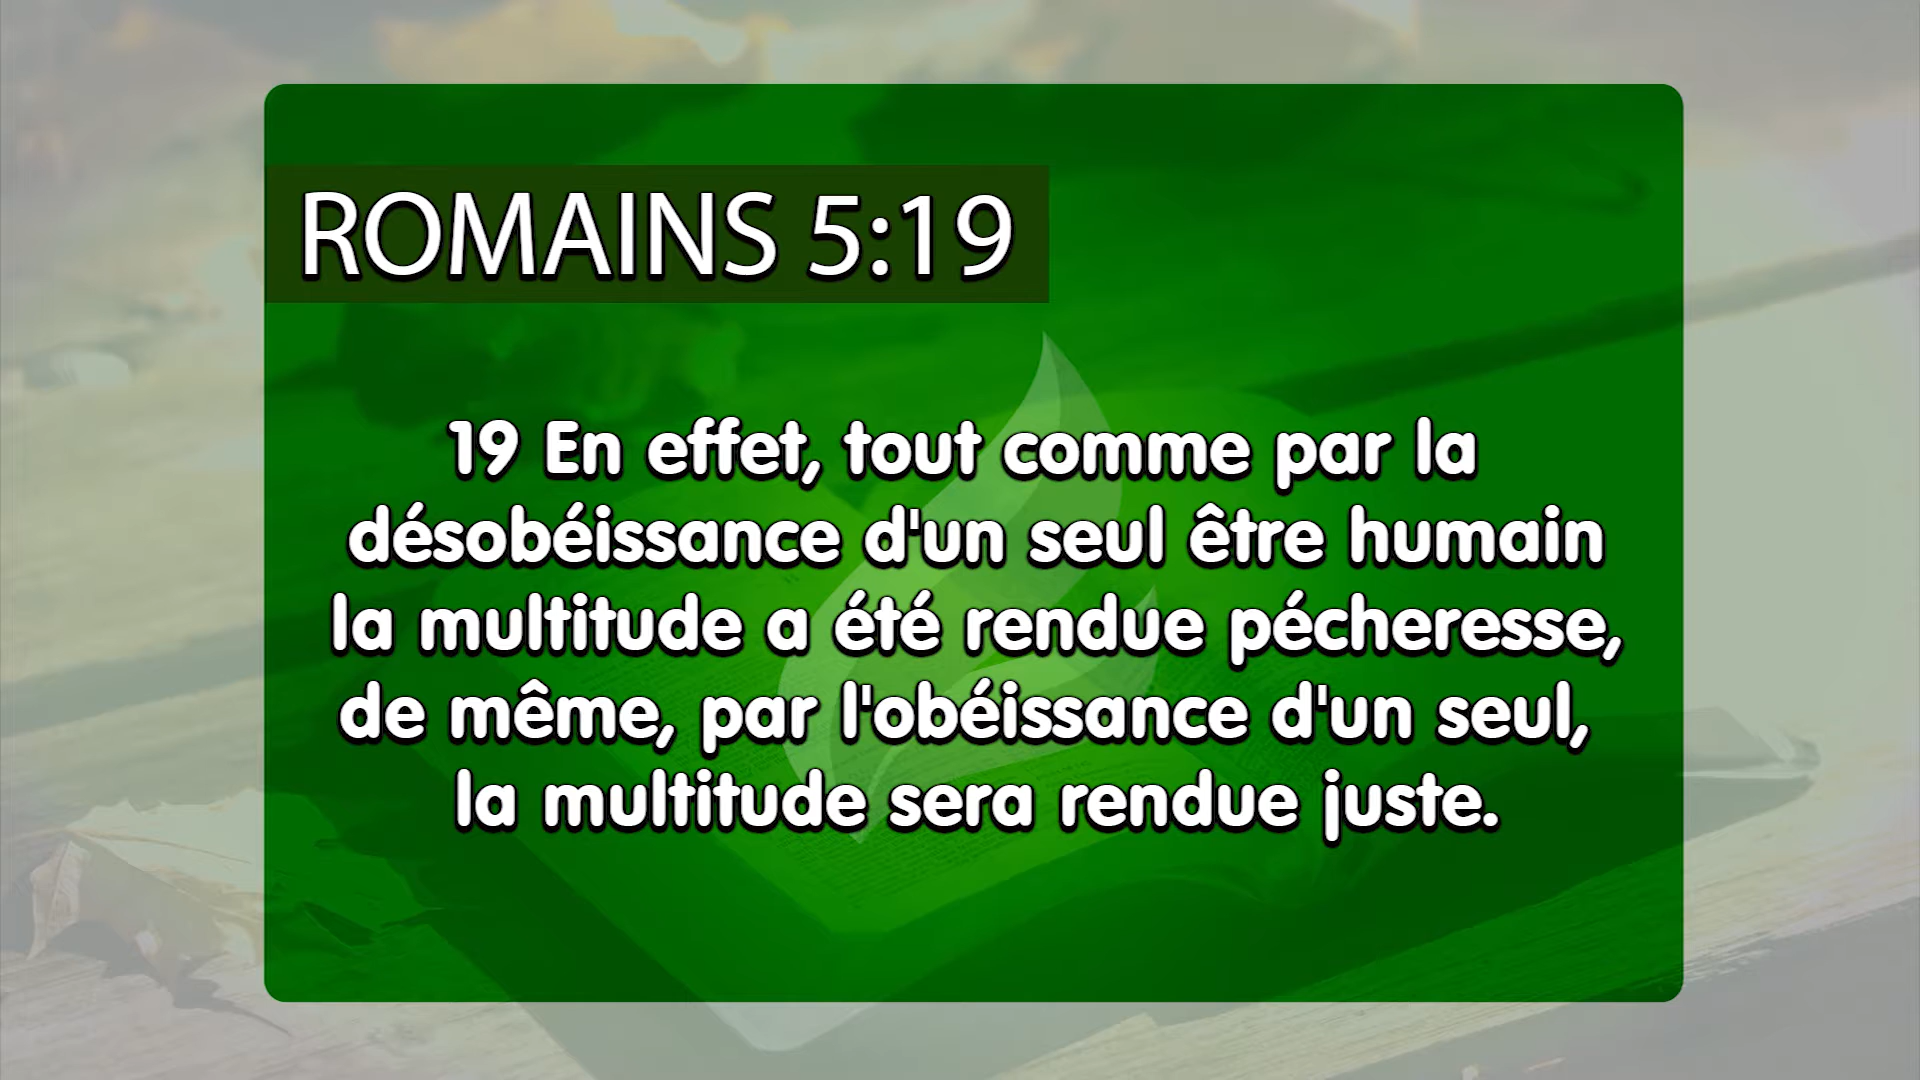 ROMAINS 5:19
19 En effet, tout comme par la
désobéissance d'un seul être humain
la multitude a été rendue pécheresse,
de même, par l'obéissance d'un seul,
la multitude sera rendue juste.